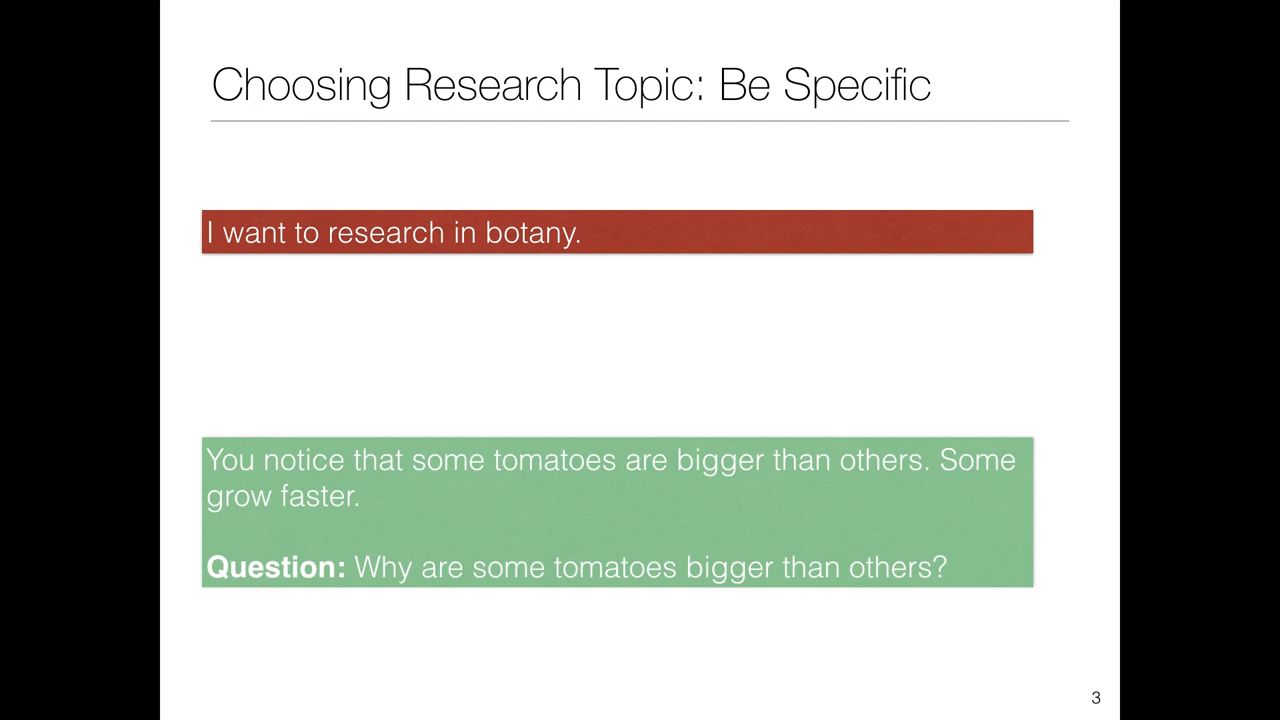 Choosing Research Topic: Be Specific
I want to research in botany.
You notice that some tomatoes are bigger than others. Some
grow faster.
Question: Why are some tomatoes bigger than others?
3